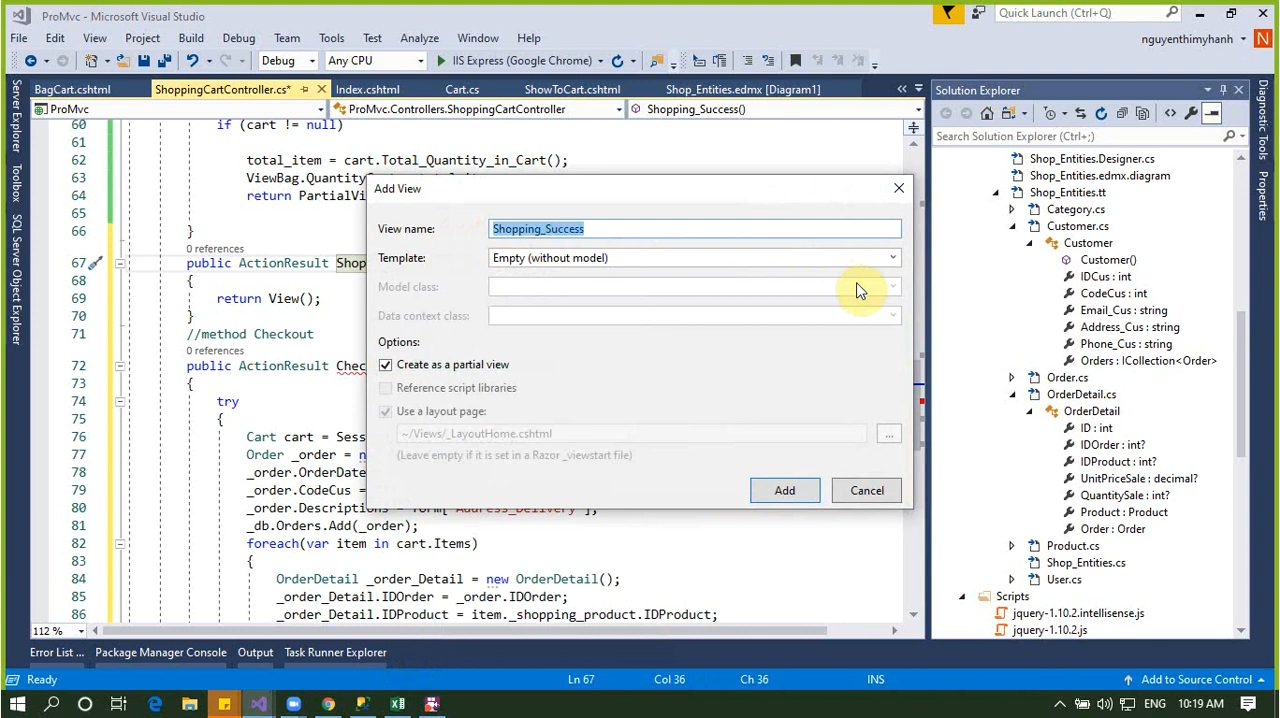 ProMvc - Microsoft Visual Studio
Quick Launch (Ctrl+Q)
File Edit View Project Build Debug Team Tools Test Analyze Window Help
nguyenthimyhanh
N
Debug Any CPU IIS Express (Google Chrome)
BagCart.cshtml ShoppingCartController.cs* Index.cshtml Cart.cs ShowToCart.cshtml Shop_Entities.edmx [Diagram1]
ProMvc ProMvc.Controllers.ShoppingCartController Shopping_Success()
Server Explorer
Toolbox
SQL Server Object Explorer
60 if (cart != null)
61
62 total_item = cart.Total_Quantity_in_Cart();
63
64 return PartialVi
65
66 }
0 references
67 public ActionResult Shop
68 {
69 return View();
70 }
71 //method Checkout
0 references
72 public ActionResult Chec
73 {
74 try
75 {
76 Cart cart = Sess
77 Order _order = n
78 _order.OrderDate
79 _order.CodeCus =
80 _order.Descriptions = form["Address_Delivery"];
81 _db.Orders.Add(_order);
82 foreach(var item in cart.Items)
83 {
84 OrderDetail _order_Detail = new OrderDetail();
85 _order_Detail.IDOrder = _order.IDOrder;
86 _order_Detail.IDProduct = item._shopping_product.IDProduct;
112 %
Add View
View name: Shopping_Success
Template: Empty (without model)
Model class:
Data context class:
Options:
Create as a partial view
Reference script libraries
Use a layout page:
~/Views/_LayoutHome.cshtml
...
(Leave empty if it is set in a Razor _viewstart file)
Add Cancel
Solution Explorer
Search Solution Explorer (Ctrl+;)
Shop_Entities.Designer.cs
Shop_Entities.edmx.diagram
Shop_Entities.tt
Category.cs
Customer.cs
Customer
Customer()
IDCus : int
CodeCus : int
Email_Cus : string
Address_Cus : string
Phone_Cus : string
Orders : ICollection<Order>
Order.cs
OrderDetail.cs
OrderDetail
ID : int
IDOrder : int?
IDProduct : int?
UnitPriceSale : decimal?
QuantitySale : int?
Product : Product
Order : Order
Product.cs
Shop_Entities.cs
User.cs
Scripts
jquery-1.10.2.intellisense.js
jquery-1.10.2.js
Diagnostic Tools
Properties
Error List ... Package Manager Console Output Task Runner Explorer
Ready Ln 67 Col 36 Ch 36 INS Add to Source Control
ENG 10:19 AM